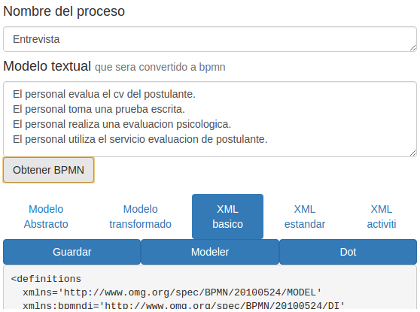 Nombre del proceso
Entrevista
Modelo textual que sera convertido a bpmn
El personal evalua el cv del postulante.
El personal toma una prueba escrita.
El personal realiza una evaluacion psicologica.
El personal utiliza el servicio evaluacion de postulante.
Obtener BPMN
Modelo Abstracto
Modelo transformado
XML basico
XML estandar
XML activiti
Guardar
Modeler
Dot
<definitions
xmlns='http://www.omg.org/spec/BPMN/20100524/MODEL'
xmlns:bpmndi='http://www.omg.org/spec/BPMN/20100524/DI'